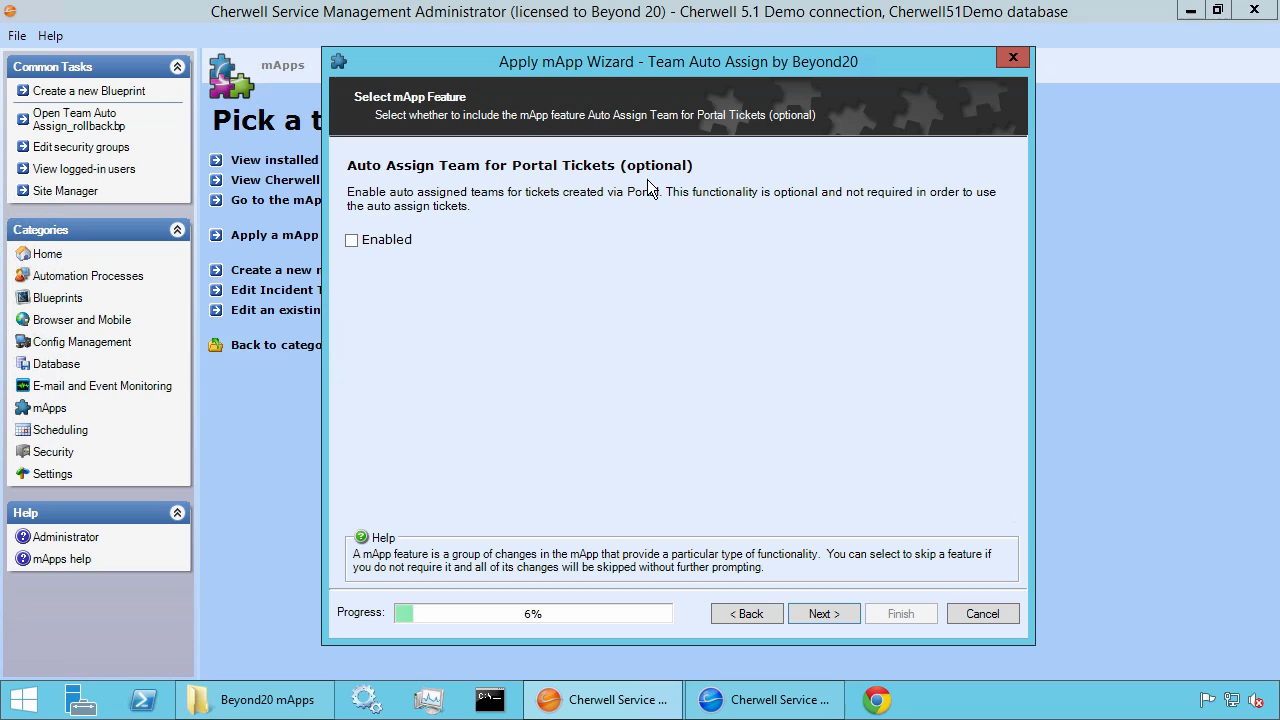 Cherwell Service Management Administrator (licensed to Beyond 20) - Cherwell 5.1 Demo connection, Cherwell51Demo database
File Help
Common Tasks
Create a new Blueprint
Open Team Auto
Assign_rollback.bp
Edit security groups
View logged-in users
Site Manager
Categories
Home
Automation Processes
Blueprints
Browser and Mobile
Config Management
Database
E-mail and Event Monitoring
mApps
Scheduling
Security
Settings
Help
Administrator
mApps help
mApps
Pick a t
View installed
View Cherwell
Go to the mAp
Apply a mApp
Create a new r
Edit Incident T
Edit an existin
Back to catego
Apply mApp Wizard - Team Auto Assign by Beyond20
Select mApp Feature
Select whether to include the mApp feature Auto Assign Team for Portal Tickets (optional)
Auto Assign Team for Portal Tickets (optional)
Enable auto assigned teams for tickets created via Portal. This functionality is optional and not required in order to use
the auto assign tickets.
Enabled
Help
A mApp feature is a group of changes in the mApp that provide a particular type of functionality. You can select to skip a feature if
you do not require it and all of its changes will be skipped without further prompting.
Progress: 6% < Back Next > Finish Cancel
Beyond20 mApps Cherwell Service ... Cherwell Service ...